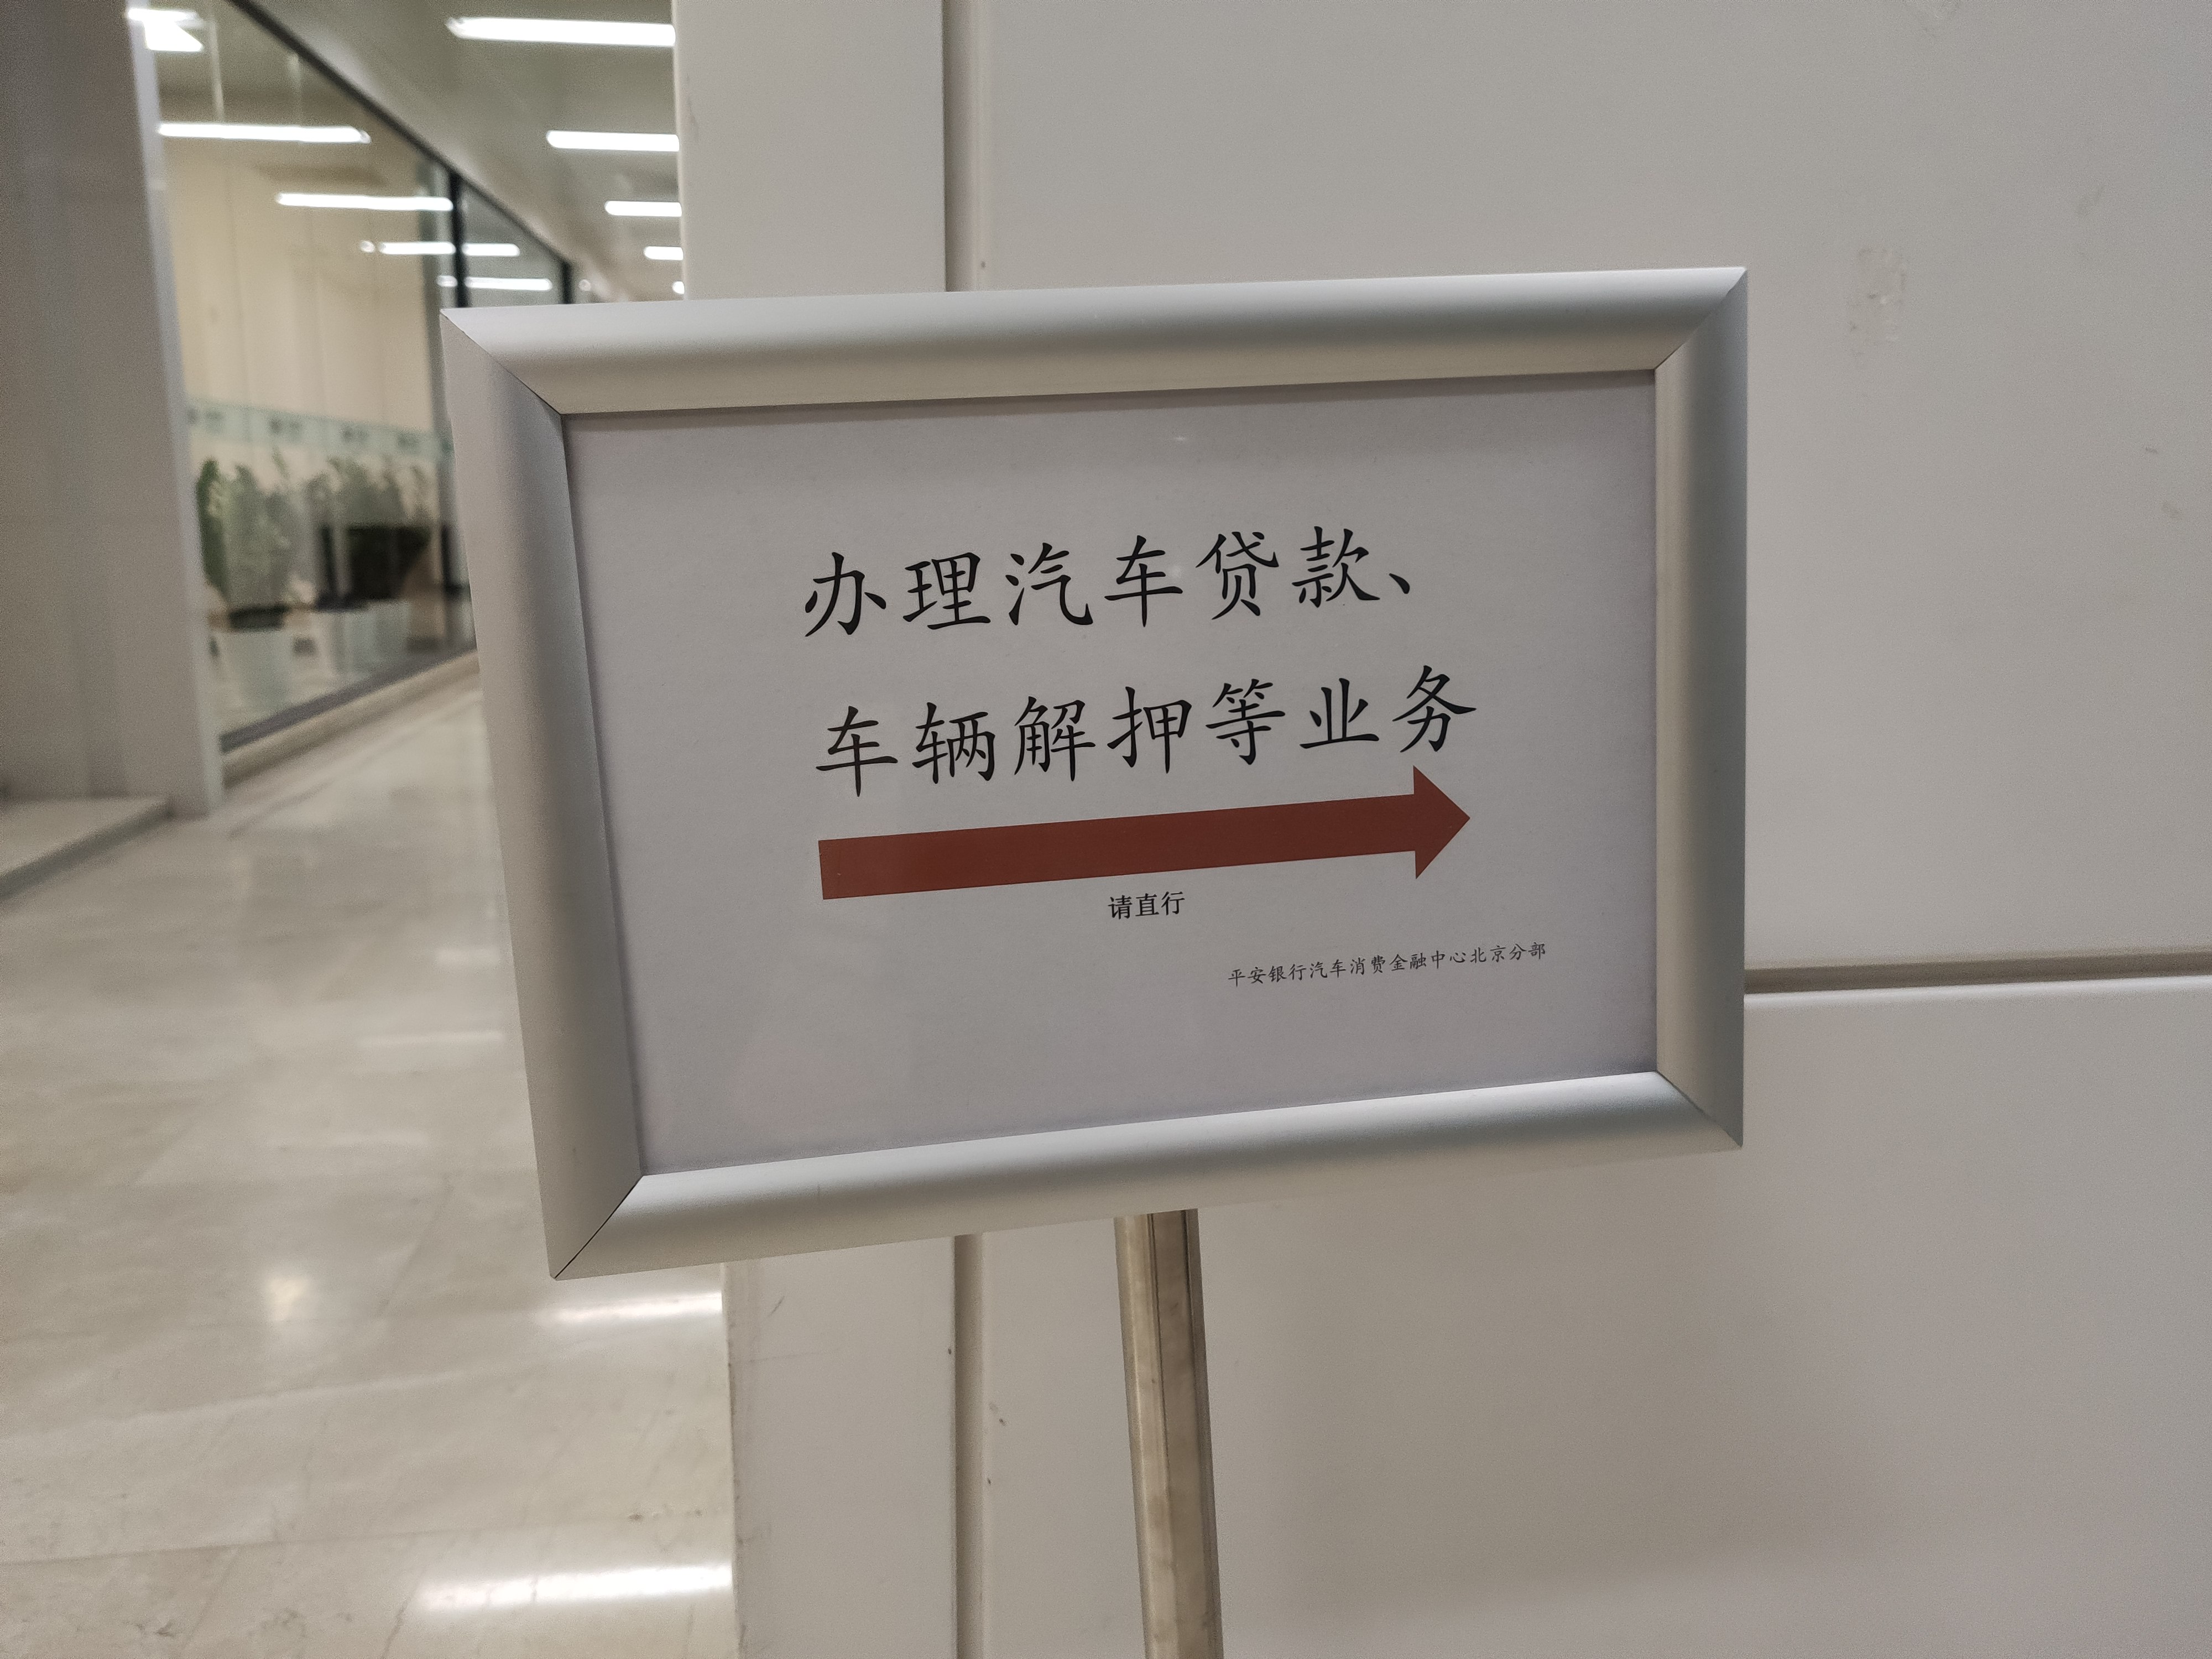 办理汽车贷款、
车辆解押等业务
请直行
平安银行汽车消费金融中心北京分部